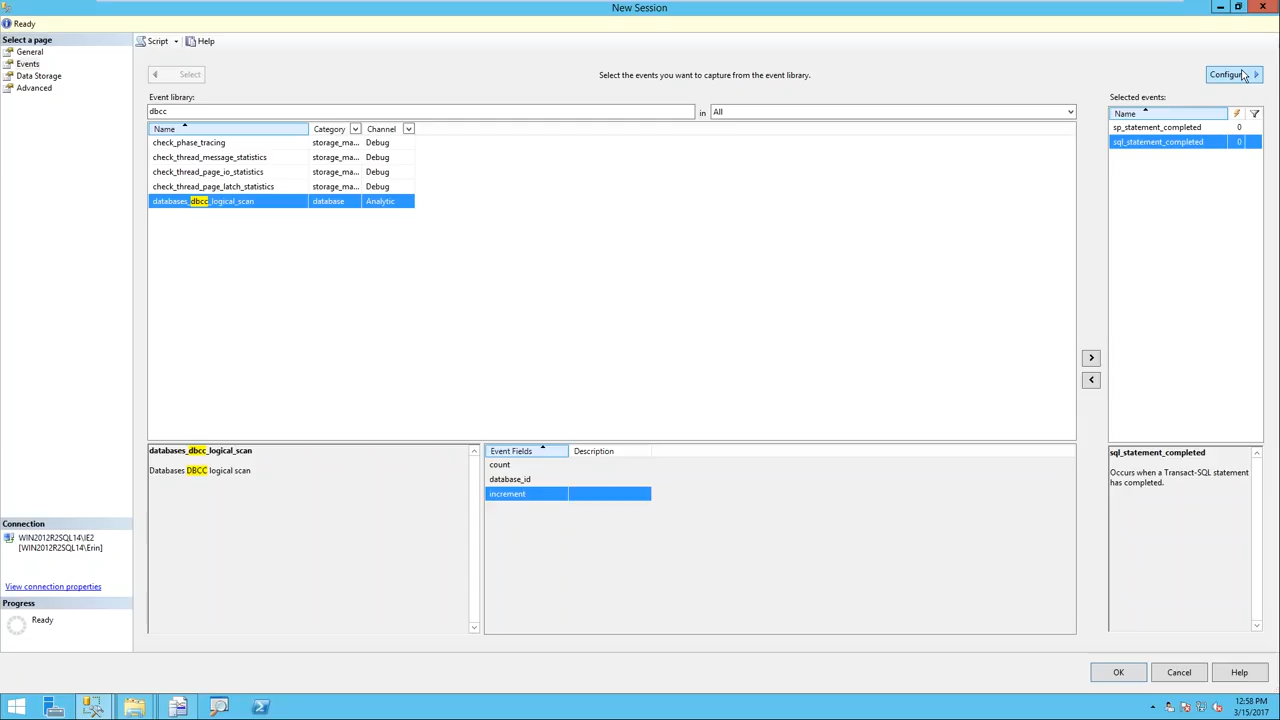 New Session
Ready
Select a page
General
Events
Data Storage
Advanced
Script
Help
Select
Select the events you want to capture from the event library.
Event library:
dbcc
in
All
Name
Category
Channel
check_phase_tracing
storage_ma...
Debug
check_thread_message_statistics
storage_ma...
Debug
check_thread_page_io_statistics
storage_ma...
Debug
check_thread_page_latch_statistics
storage_ma...
Debug
databases_dbcc_logical_scan
database
Analytic
Selected events:
Name
sp_statement_completed
0
sql_statement_completed
0
databases_dbcc_logical_scan
Databases DBCC logical scan
Event Fields
Description
count
database_id
increment
sql_statement_completed
Occurs when a Transact-SQL statement
has completed.
Connection
WIN2012R2SQL14\IE2
[WIN2012R2SQL14\Erin]
View connection properties
Progress
Ready
OK
Cancel
Help
12:58 PM
3/15/2017